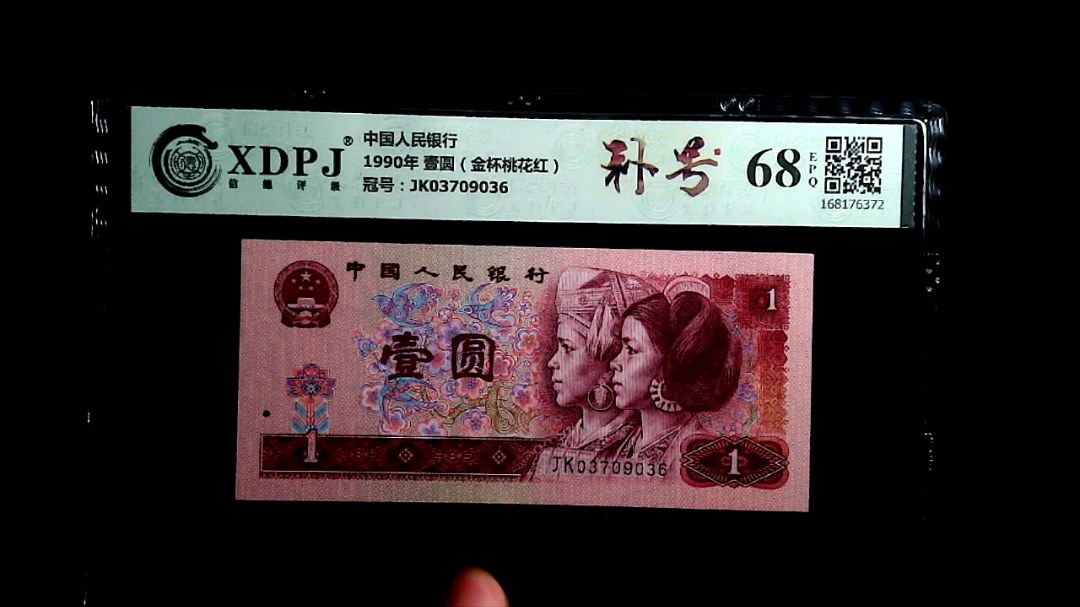 XDPJ®
信德评级
中国人民银行
1990年 壹圆（金杯桃花红）
冠号：JK03709036
补号
68
EPQ
168176372
中国人民银行
1
壹圆
1
JK03709036
1